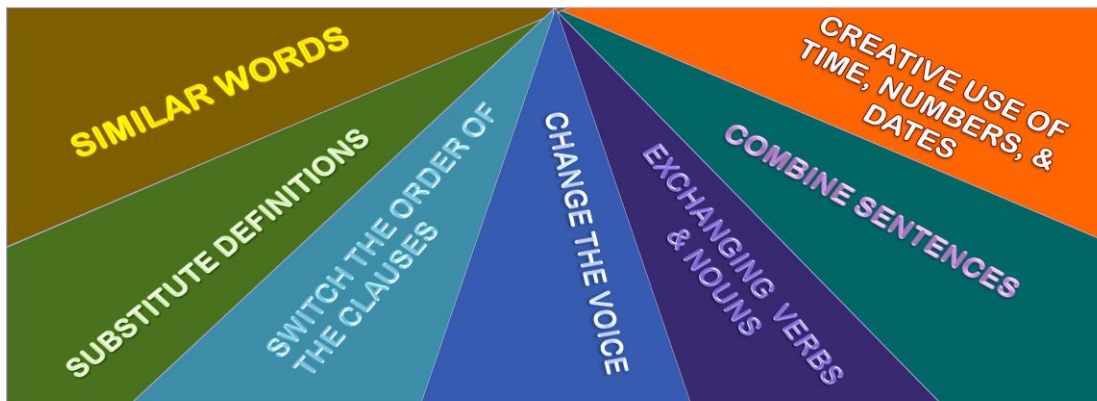 SIMILAR WORDS
SUBSTITUTE DEFINITIONS
SWITCH THE ORDER OF
THE CLAUSES
CHANGE THE VOICE
EXCHANGING VERBS
& NOUNS
COMBINE SENTENCES
CREATIVE USE OF
TIME, NUMBERS, &
DATES